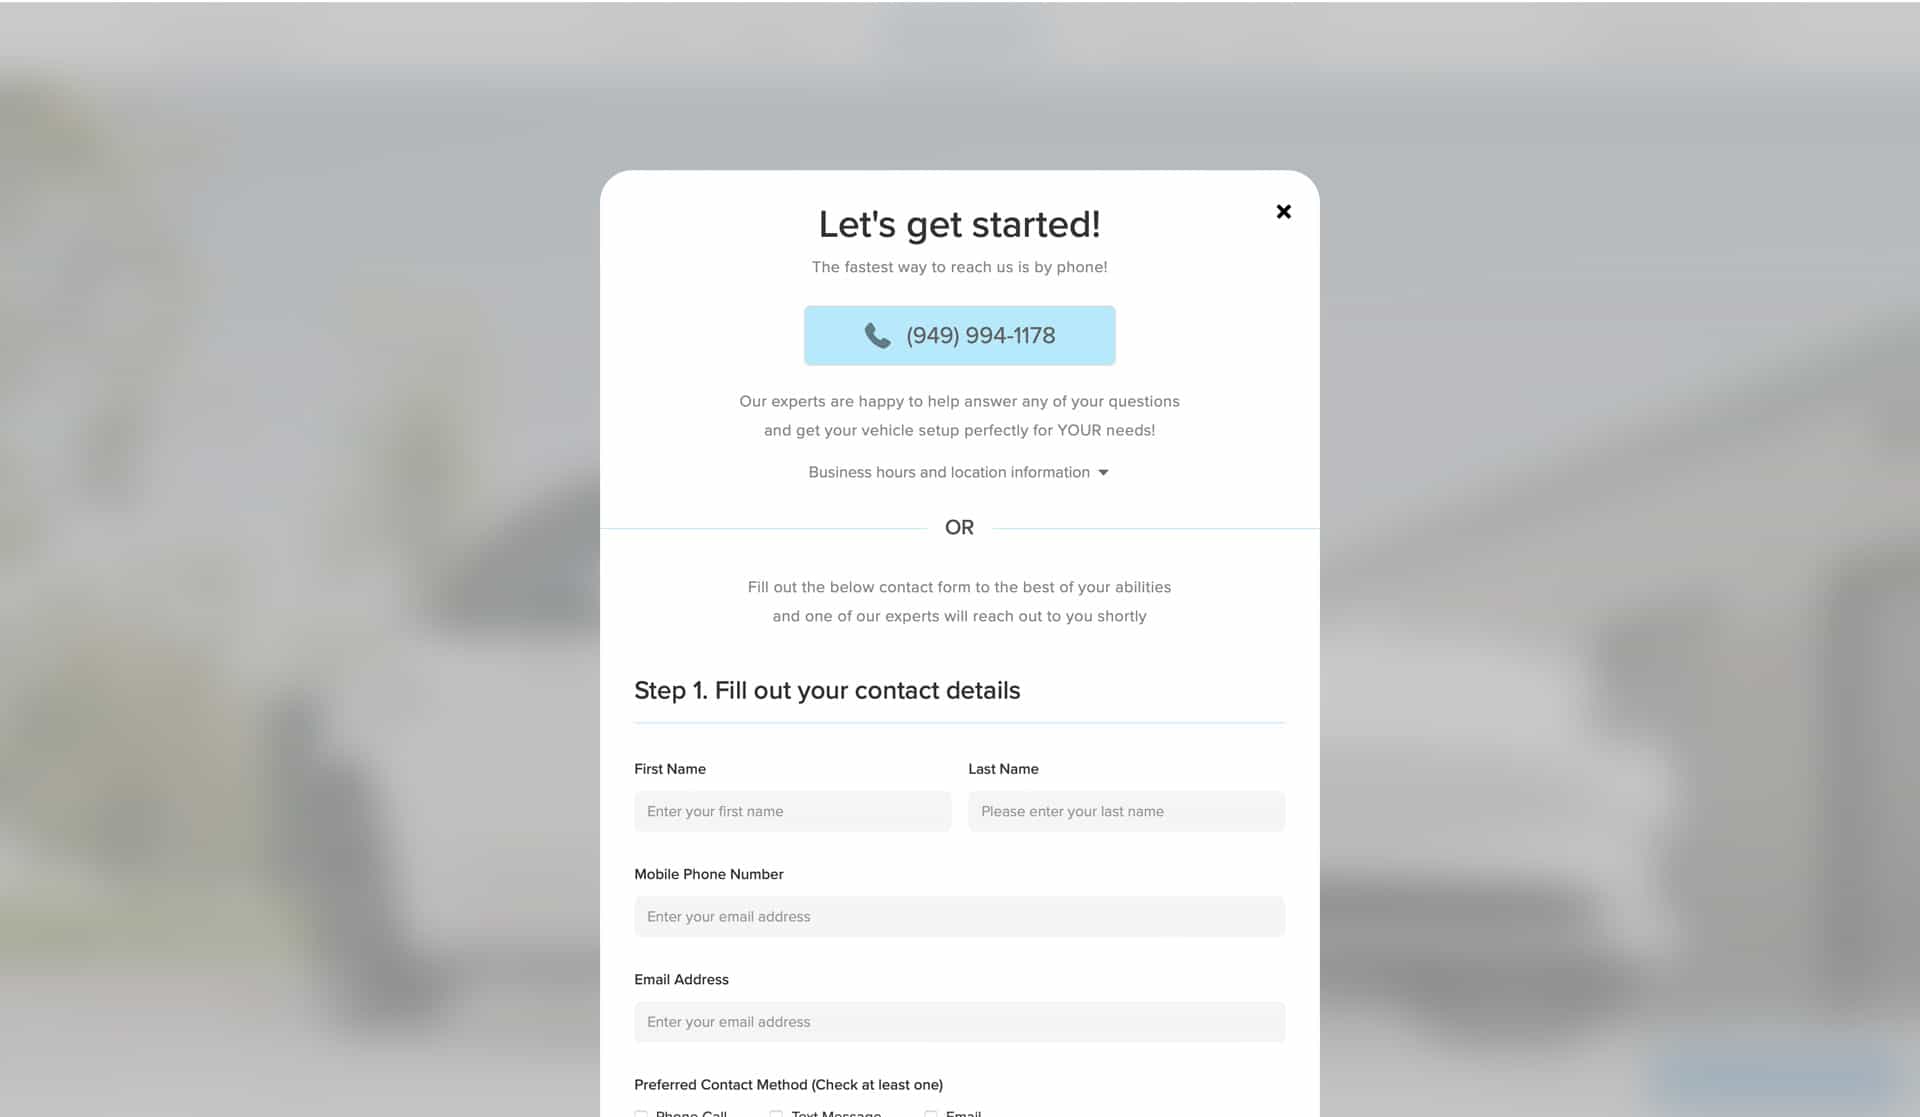 Let's get started!
The fastest way to reach us is by phone!
(949) 994-1178
Our experts are happy to help answer any of your questions
and get your vehicle setup perfectly for YOUR needs!
Business hours and location information
OR
Fill out the below contact form to the best of your abilities
and one of our experts will reach out to you shortly
Step 1. Fill out your contact details
First Name
Last Name
Enter your first name
Please enter your last name
Mobile Phone Number
Enter your email address
Email Address
Enter your email address
Preferred Contact Method (Check at least one)
Phone Call
Text Message
Email